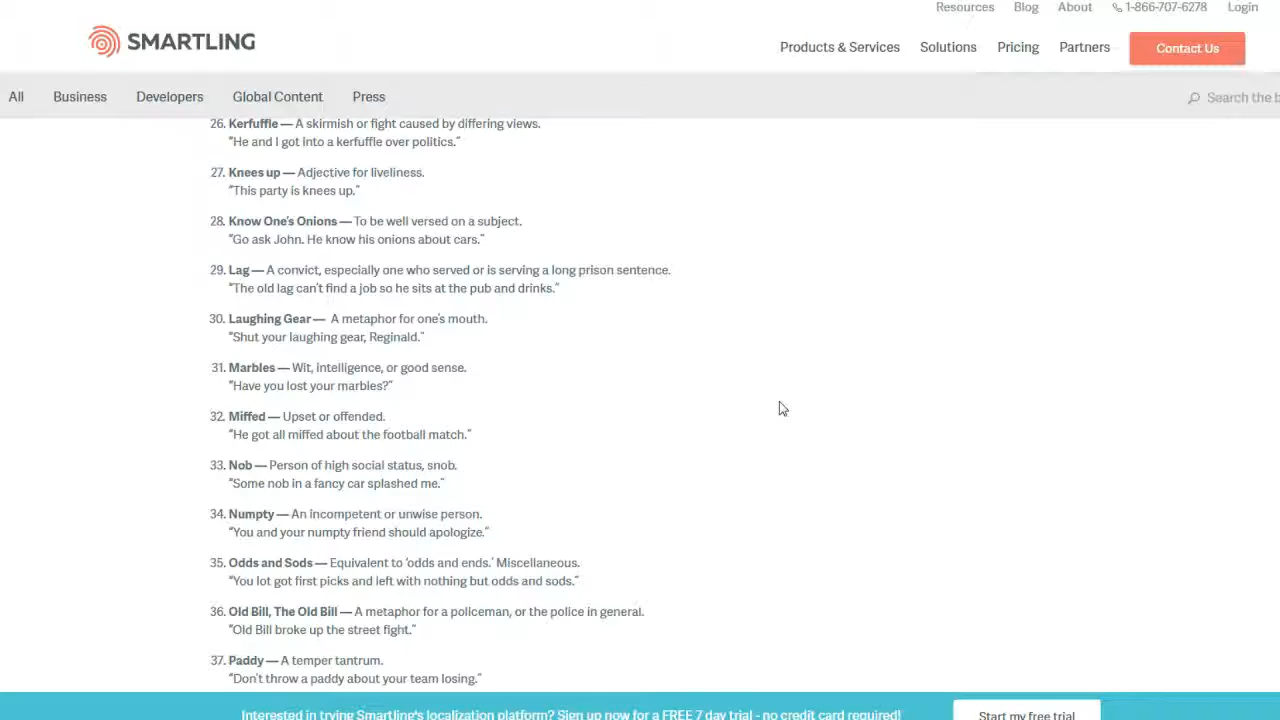 Resources Blog About 1-866-707-6278 Login
SMARTLING
Products & Services Solutions Pricing Partners Contact Us
All Business Developers Global Content Press Search the b
26. Kerfuffle — A skirmish or fight caused by differing views.
"He and I got into a kerfuffle over politics."
27. Knees up — Adjective for liveliness.
"This party is knees up."
28. Know One's Onions — To be well versed on a subject.
"Go ask John. He know his onions about cars."
29. Lag — A convict, especially one who served or is serving a long prison sentence.
"The old lag can't find a job so he sits at the pub and drinks."
30. Laughing Gear — A metaphor for one's mouth.
"Shut your laughing gear, Reginald."
31. Marbles — Wit, intelligence, or good sense.
"Have you lost your marbles?"
32. Miffed — Upset or offended.
"He got all miffed about the football match."
33. Nob — Person of high social status, snob.
"Some nob in a fancy car splashed me."
34. Numpty — An incompetent or unwise person.
"You and your numpty friend should apologize."
35. Odds and Sods — Equivalent to 'odds and ends.' Miscellaneous.
"You lot got first picks and left with nothing but odds and sods."
36. Old Bill, The Old Bill — A metaphor for a policeman, or the police in general.
"Old Bill broke up the street fight."
37. Paddy — A temper tantrum.
"Don't throw a paddy about your team losing."
Interested in trying Smartling's localization platform? Sign up now for a FREE 7 day trial - no credit card required! Start my free trial